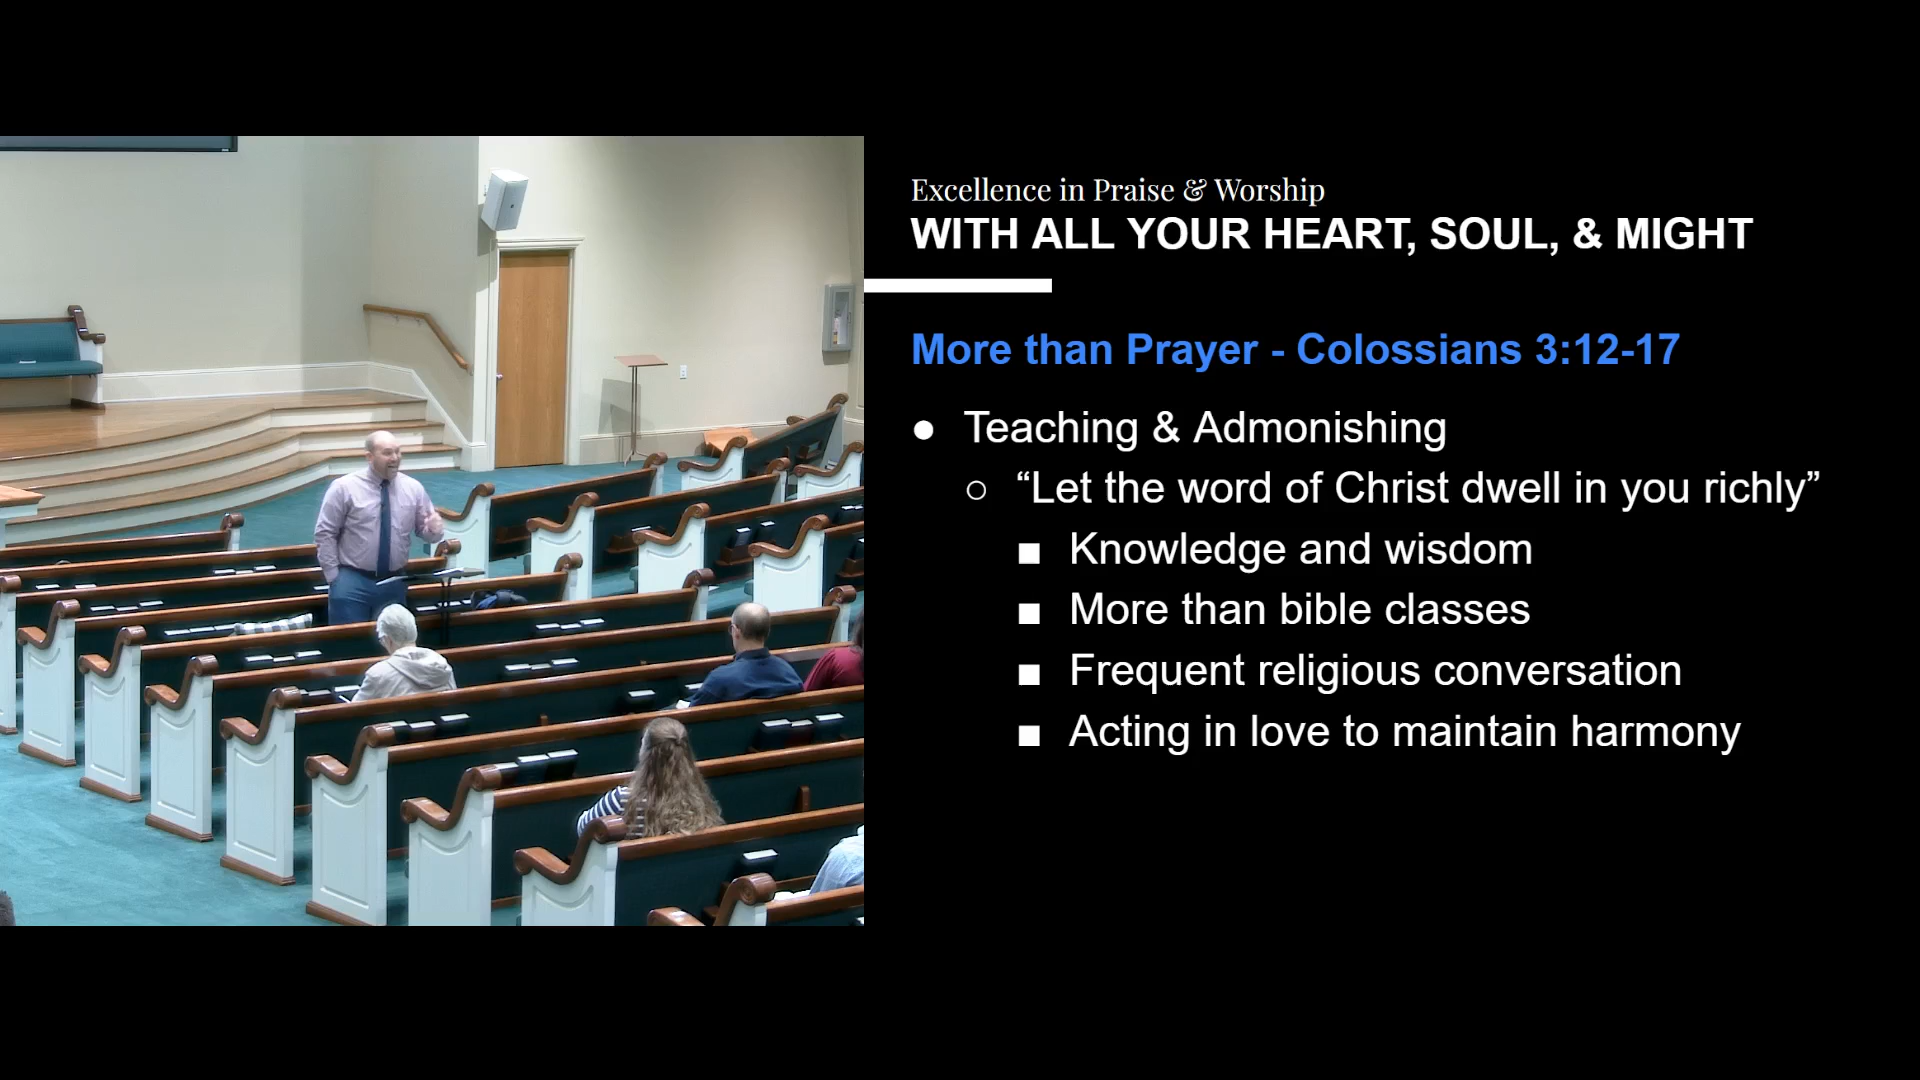 Excellence in Praise & Worship
WITH ALL YOUR HEART, SOUL, & MIGHT
More than Prayer - Colossians 3:12-17
● Teaching & Admonishing
○ “Let the word of Christ dwell in you richly”
■ Knowledge and wisdom
■ More than bible classes
■ Frequent religious conversation
■ Acting in love to maintain harmony